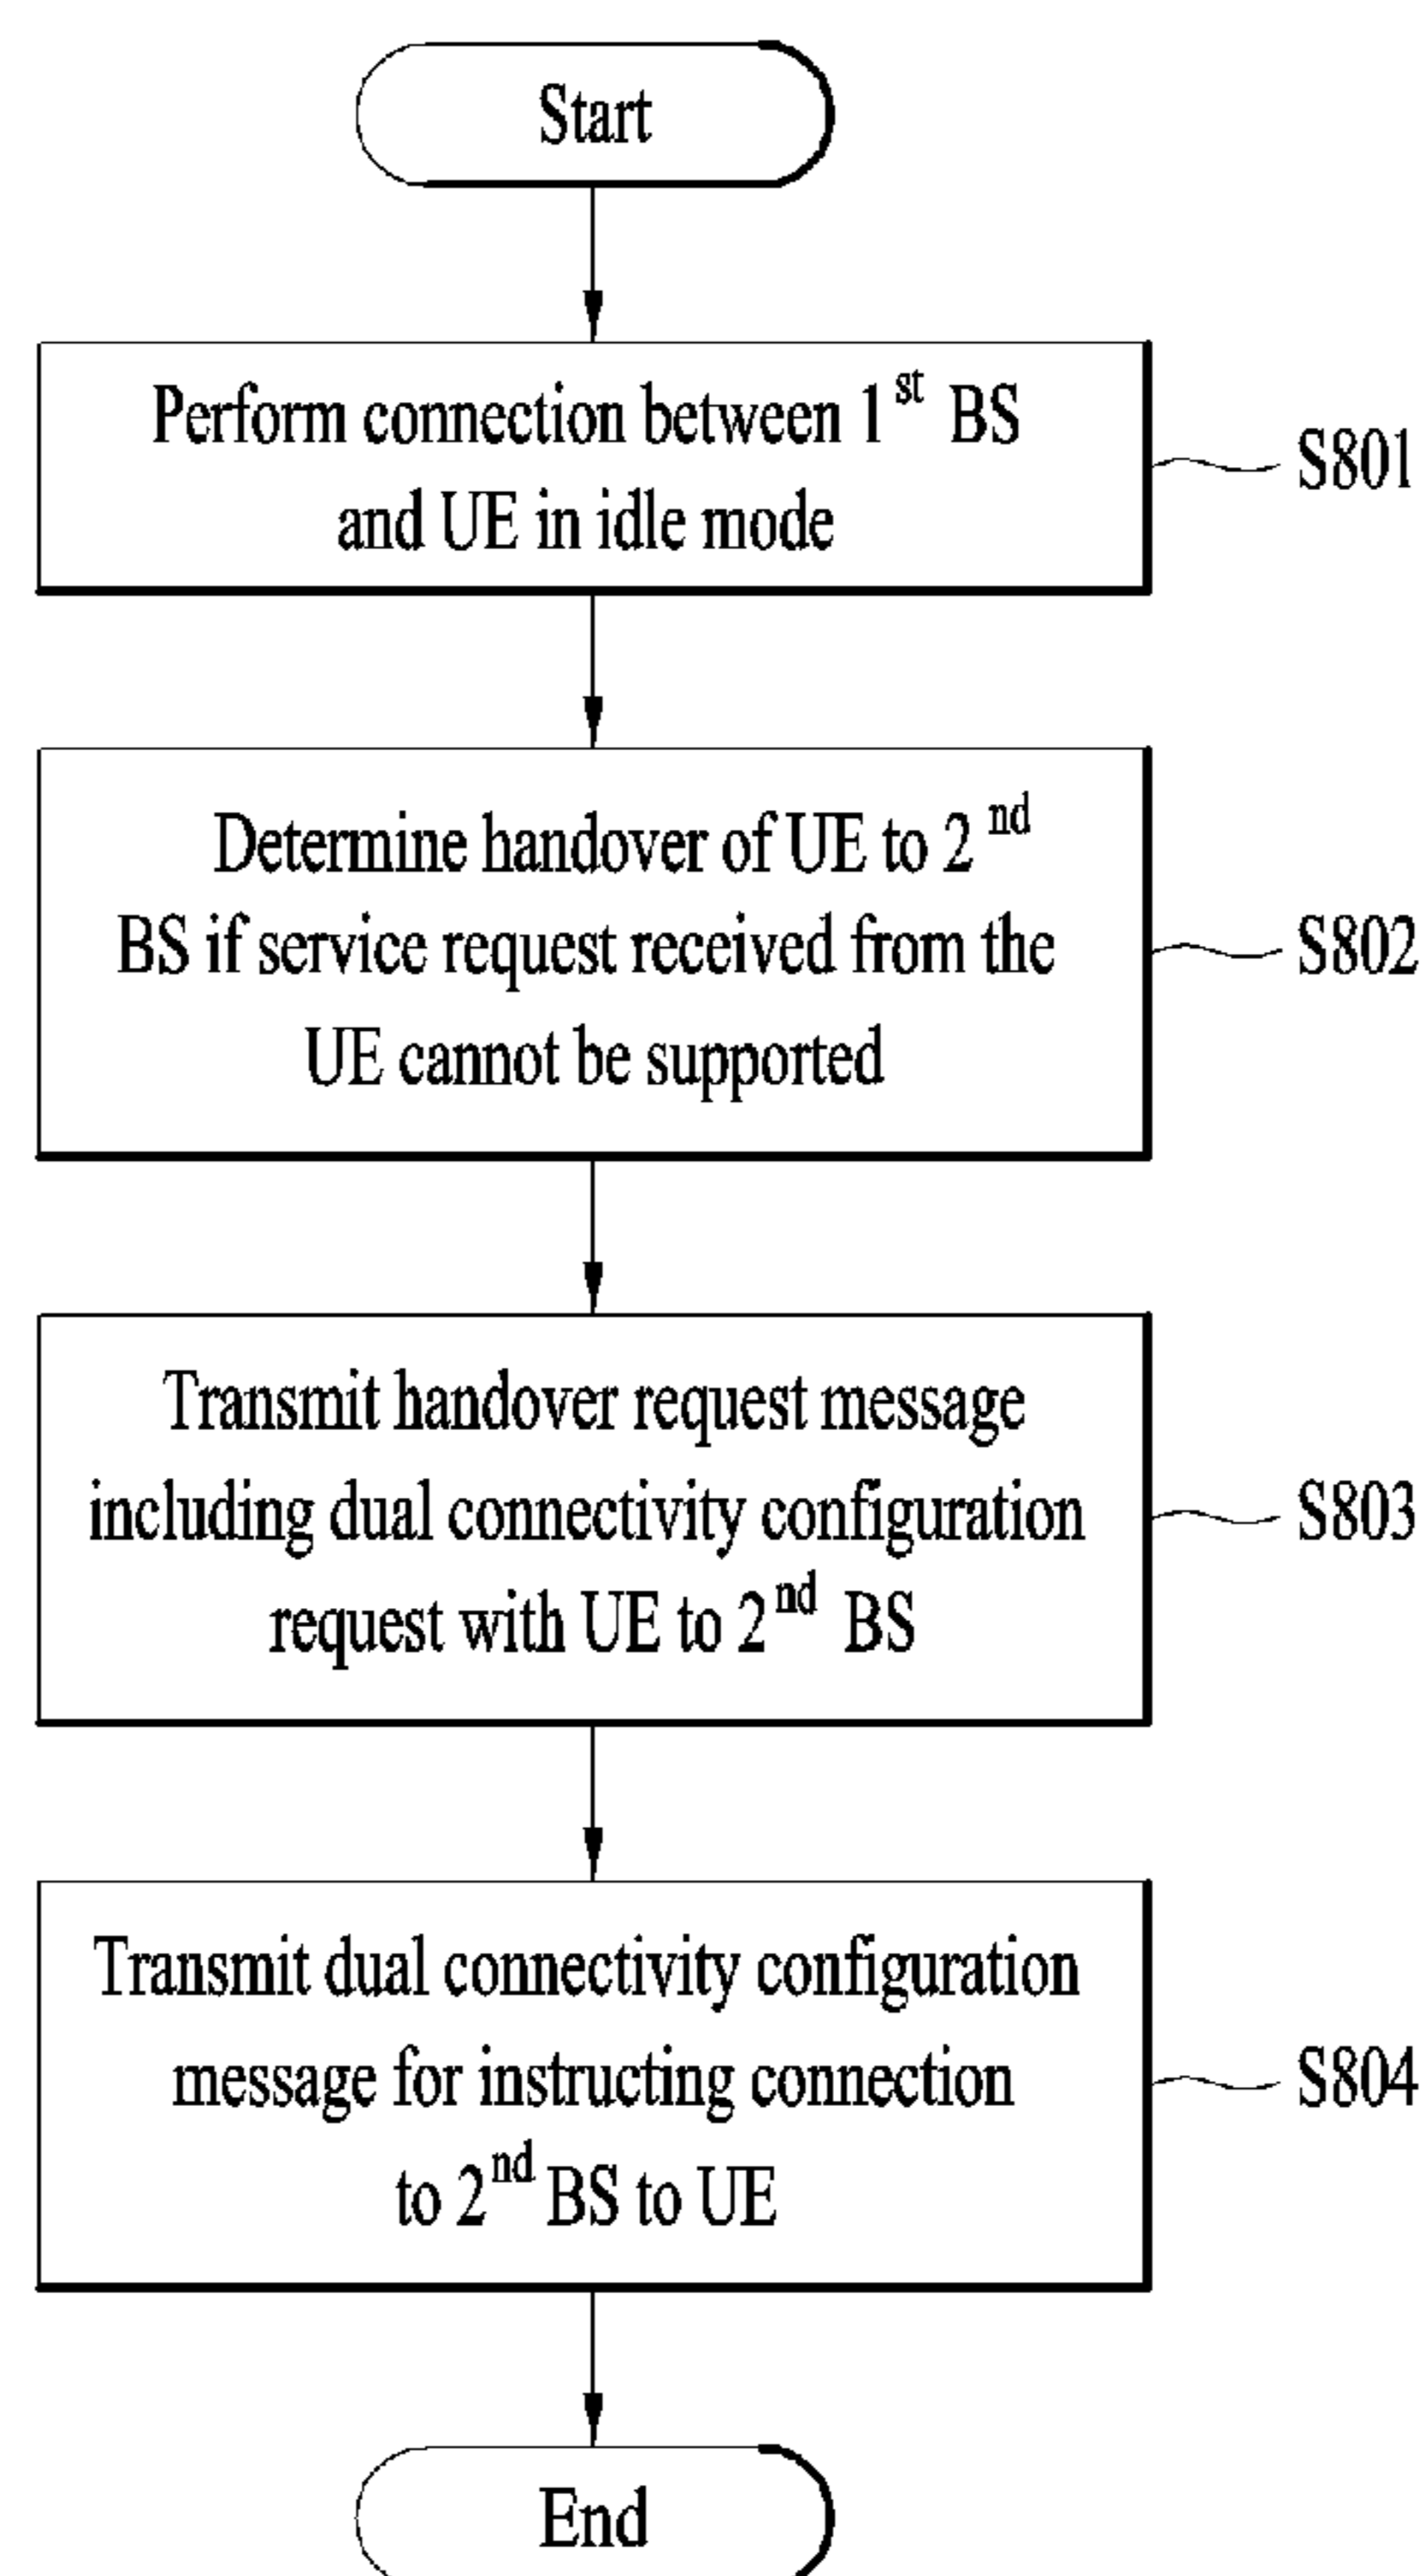 Start
Perform connection between 1st BS
and UE in idle mode
S801
Determine handover of UE to 2nd
BS if service request received from the
UE cannot be supported
S802
Transmit handover request message
including dual connectivity configuration
request with UE to 2nd BS
S803
Transmit dual connectivity configuration
message for instructing connection
to 2nd BS to UE
S804
End